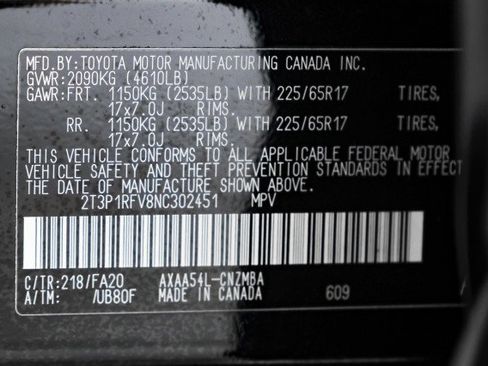 MFD.BY:TOYOTA MOTOR MANUFACTURING CANADA INC.
GVWR:2090KG (4610LB)
GAWR:FRT. 1150KG (2535LB) WITH 225/65R17 TIRES,
17x7.0J RIMS.
RR. 1150KG (2535LB) WITH 225/65R17 TIRES,
17x7.0J RIMS.
THIS VEHICLE CONFORMS TO ALL APPLICABLE FEDERAL MOTOR
VEHICLE SAFETY AND THEFT PREVENTION STANDARDS IN EFFECT
THE DATE OF MANUFACTURE SHOWN ABOVE.
2T3P1RFV8NC302451 MPV
C/TR:218/FA20 AXAA54L-CNZMBA
A/TM: /UB80F MADE IN CANADA 609